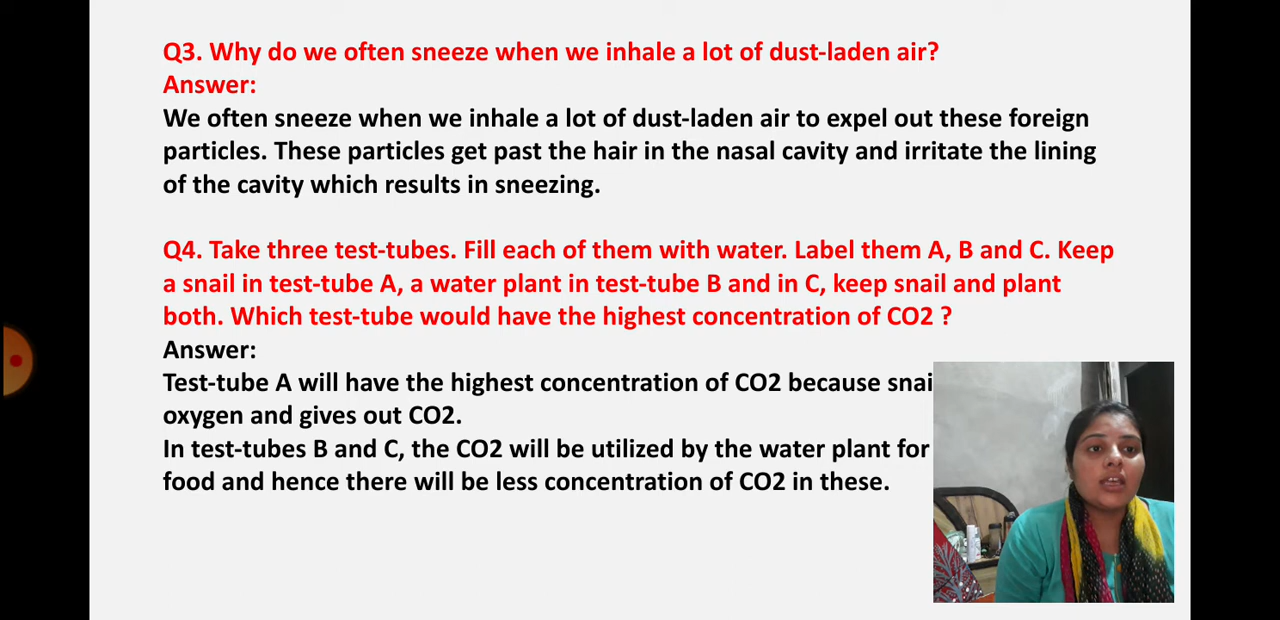 Q3. Why do we often sneeze when we inhale a lot of dust-laden air?
Answer:
We often sneeze when we inhale a lot of dust-laden air to expel out these foreign
particles. These particles get past the hair in the nasal cavity and irritate the lining
of the cavity which results in sneezing.
Q4. Take three test-tubes. Fill each of them with water. Label them A, B and C. Keep
a snail in test-tube A, a water plant in test-tube B and in C, keep snail and plant
both. Which test-tube would have the highest concentration of CO2 ?
Answer:
Test-tube A will have the highest concentration of CO2 because
oxygen and gives out CO2.
In test-tubes B and C, the CO2 will be utilized by the water plant for
food and hence there will be less concentration of CO2 in these.